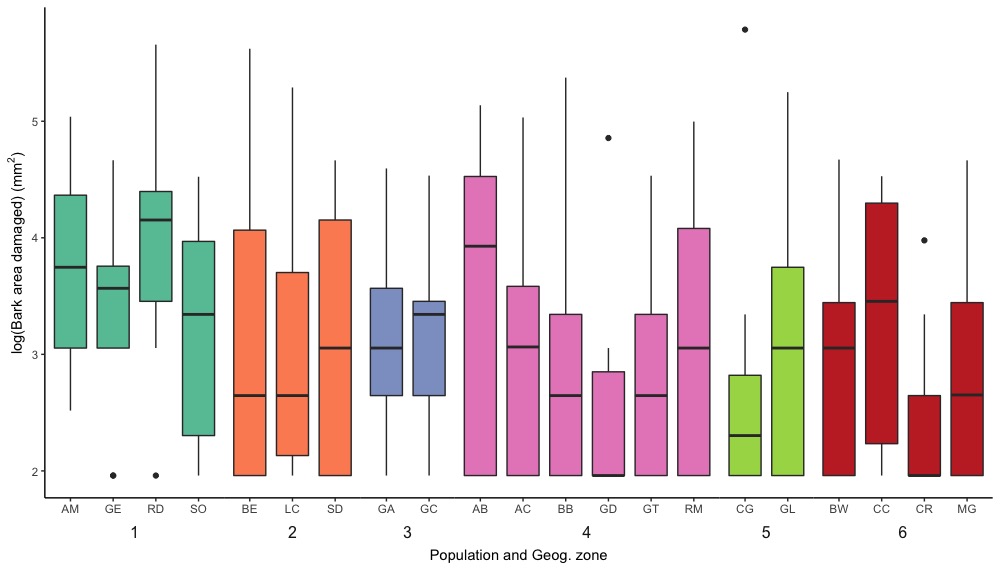 log(Bark area damaged) (mm²)
5
4
3
2
AM GE RD SO BE LC SD GA GC AB AC BB GD GT RM CG GL BW CC CR MG
1 2 3 4 5 6
Population and Geog. zone